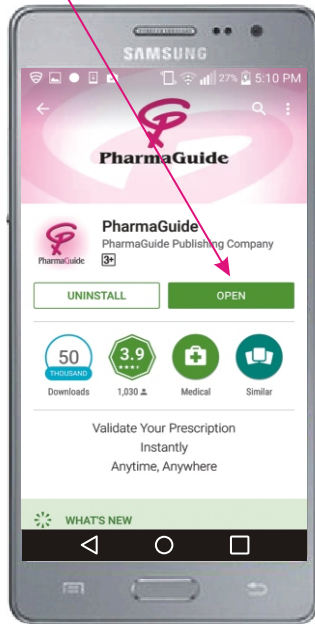 SAMSUNG
27% 5:10 PM
PharmaGuide
PharmaGuide
PharmaGuide Publishing Company
PharmaGuide
3+
UNINSTALL
OPEN
50
THOUSAND
3.9
Downloads
1,030
Medical
Similar
Validate Your Prescription
Instantly
Anytime, Anywhere
WHAT'S NEW